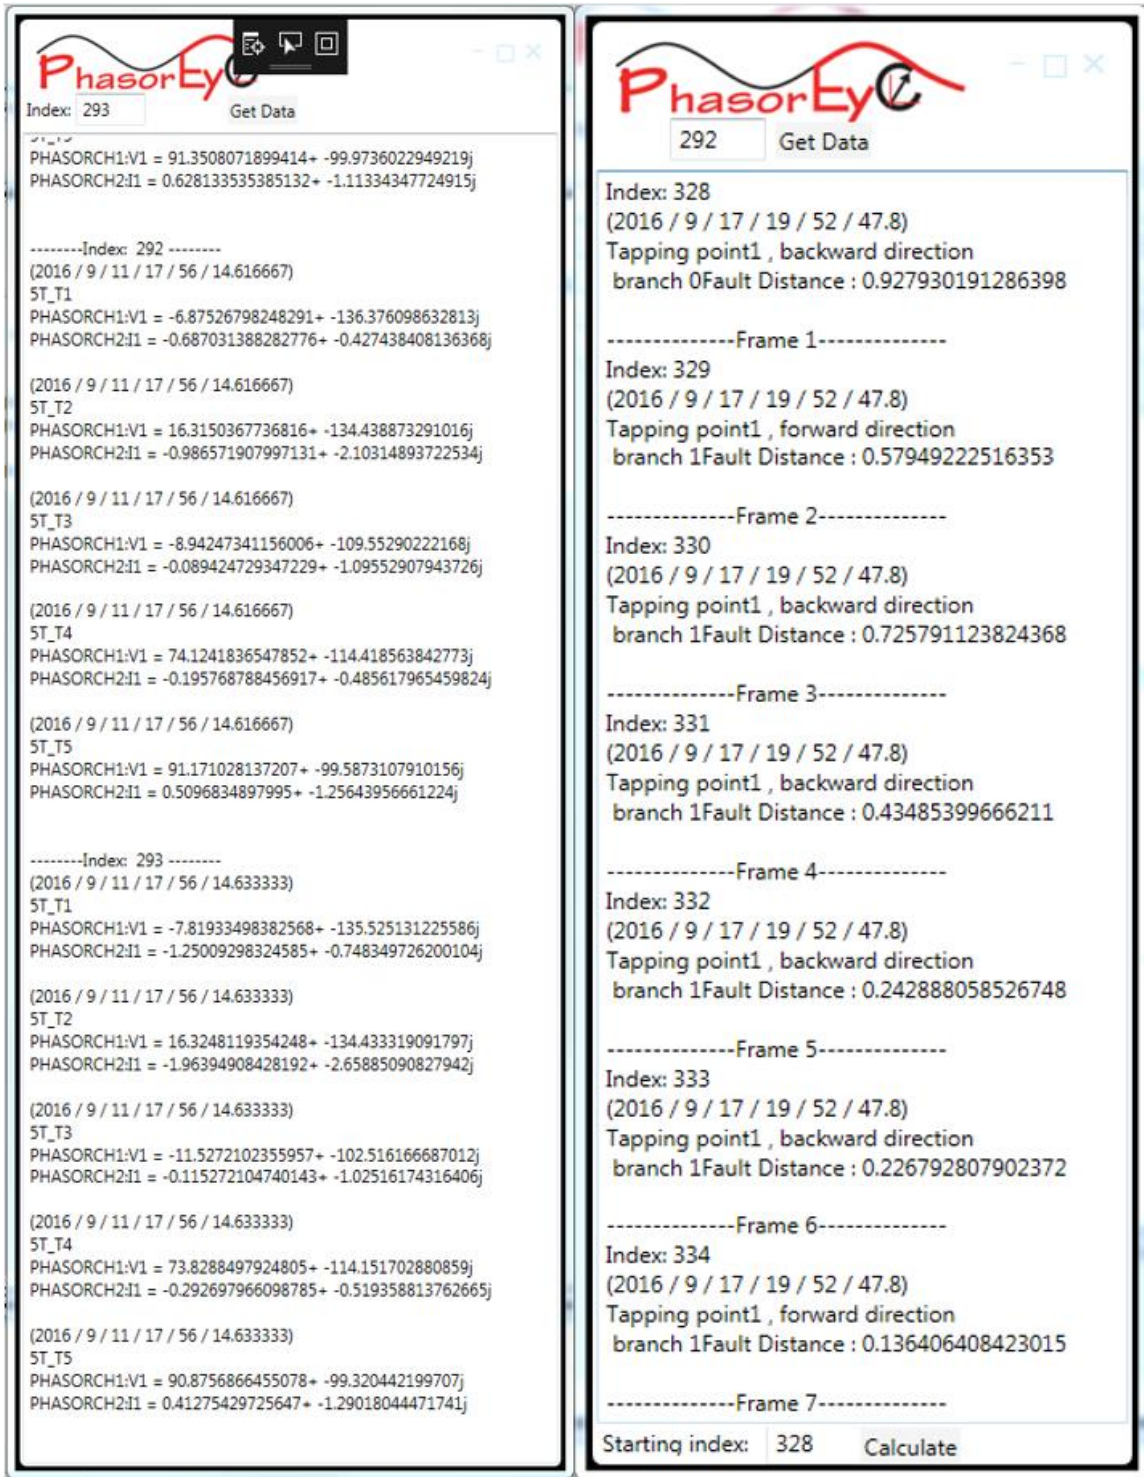 PhasorEye
Index: 293
Get Data
PHASORCH1:V1 = 91.3508071899414+ -99.9736022949219j
PHASORCH2:I1 = 0.628133535385132+ -1.11334347724915j
--------Index: 292 --------
(2016 / 9 / 11 / 17 / 56 / 14.616667)
5T_T1
PHASORCH1:V1 = -6.87526798248291+ -136.376098632813j
PHASORCH2:I1 = -0.687031388282776+ -0.427438408136368j
(2016 / 9 / 11 / 17 / 56 / 14.616667)
5T_T2
PHASORCH1:V1 = 16.3150367736816+ -134.438873291016j
PHASORCH2:I1 = -0.986571907997131+ -2.10314893722534j
(2016 / 9 / 11 / 17 / 56 / 14.616667)
5T_T3
PHASORCH1:V1 = -8.94247341156006+ -109.55290222168j
PHASORCH2:I1 = -0.089424729347229+ -1.09552907943726j
(2016 / 9 / 11 / 17 / 56 / 14.616667)
5T_T4
PHASORCH1:V1 = 74.1241836547852+ -114.418563842773j
PHASORCH2:I1 = -0.195768788456917+ -0.485617965459824j
(2016 / 9 / 11 / 17 / 56 / 14.616667)
5T_T5
PHASORCH1:V1 = 91.171028137207+ -99.5873107910156j
PHASORCH2:I1 = 0.5096834897995+ -1.25643956661224j
--------Index: 293 --------
(2016 / 9 / 11 / 17 / 56 / 14.633333)
5T_T1
PHASORCH1:V1 = -7.81933498382568+ -135.525131225586j
PHASORCH2:I1 = -1.25009298324585+ -0.748349726200104j
(2016 / 9 / 11 / 17 / 56 / 14.633333)
5T_T2
PHASORCH1:V1 = 16.3248119354248+ -134.433319091797j
PHASORCH2:I1 = -1.96394908428192+ -2.65885090827942j
(2016 / 9 / 11 / 17 / 56 / 14.633333)
5T_T3
PHASORCH1:V1 = -11.5272102355957+ -102.516166687012j
PHASORCH2:I1 = -0.115272104740143+ -1.02516174316406j
(2016 / 9 / 11 / 17 / 56 / 14.633333)
5T_T4
PHASORCH1:V1 = 73.8288497924805+ -114.151702880859j
PHASORCH2:I1 = -0.292697966098785+ -0.519358813762665j
(2016 / 9 / 11 / 17 / 56 / 14.633333)
5T_T5
PHASORCH1:V1 = 90.8756866455078+ -99.320442199707j
PHASORCH2:I1 = 0.41275429725647+ -1.29018044471741j
PhasorEye
292
Get Data
Index: 328
(2016 / 9 / 17 / 19 / 52 / 47.8)
Tapping point1 , backward direction
branch 0Fault Distance : 0.927930191286398
--------------Frame 1--------------
Index: 329
(2016 / 9 / 17 / 19 / 52 / 47.8)
Tapping point1 , forward direction
branch 1Fault Distance : 0.57949222516353
--------------Frame 2--------------
Index: 330
(2016 / 9 / 17 / 19 / 52 / 47.8)
Tapping point1 , backward direction
branch 1Fault Distance : 0.725791123824368
--------------Frame 3--------------
Index: 331
(2016 / 9 / 17 / 19 / 52 / 47.8)
Tapping point1 , backward direction
branch 1Fault Distance : 0.43485399666211
--------------Frame 4--------------
Index: 332
(2016 / 9 / 17 / 19 / 52 / 47.8)
Tapping point1 , backward direction
branch 1Fault Distance : 0.242888058526748
--------------Frame 5--------------
Index: 333
(2016 / 9 / 17 / 19 / 52 / 47.8)
Tapping point1 , backward direction
branch 1Fault Distance : 0.226792807902372
--------------Frame 6--------------
Index: 334
(2016 / 9 / 17 / 19 / 52 / 47.8)
Tapping point1 , forward direction
branch 1Fault Distance : 0.136406408423015
--------------Frame 7--------------
Starting index: 328
Calculate